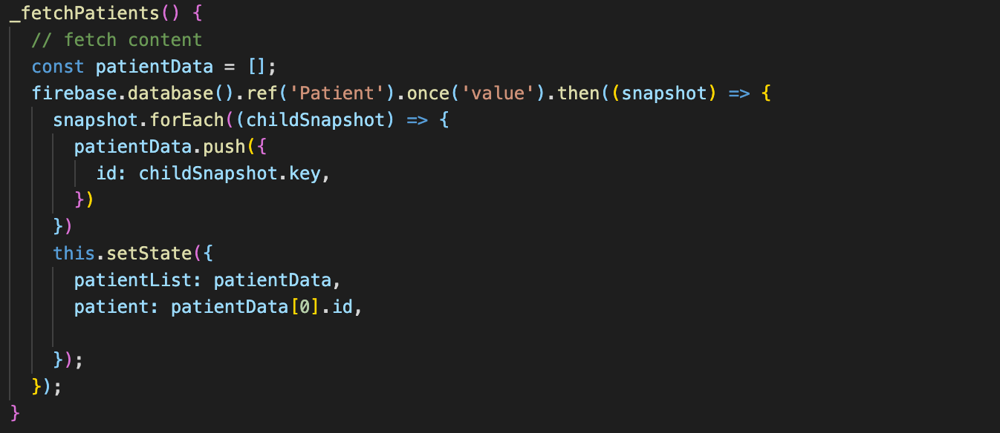 _fetchPatients() {
// fetch content
const patientData = [];
firebase.database().ref('Patient').once('value').then((snapshot) => {
snapshot.forEach((childSnapshot) => {
patientData.push({
id: childSnapshot.key,
})
})
this.setState({
patientList: patientData,
patient: patientData[0].id,
});
});
}